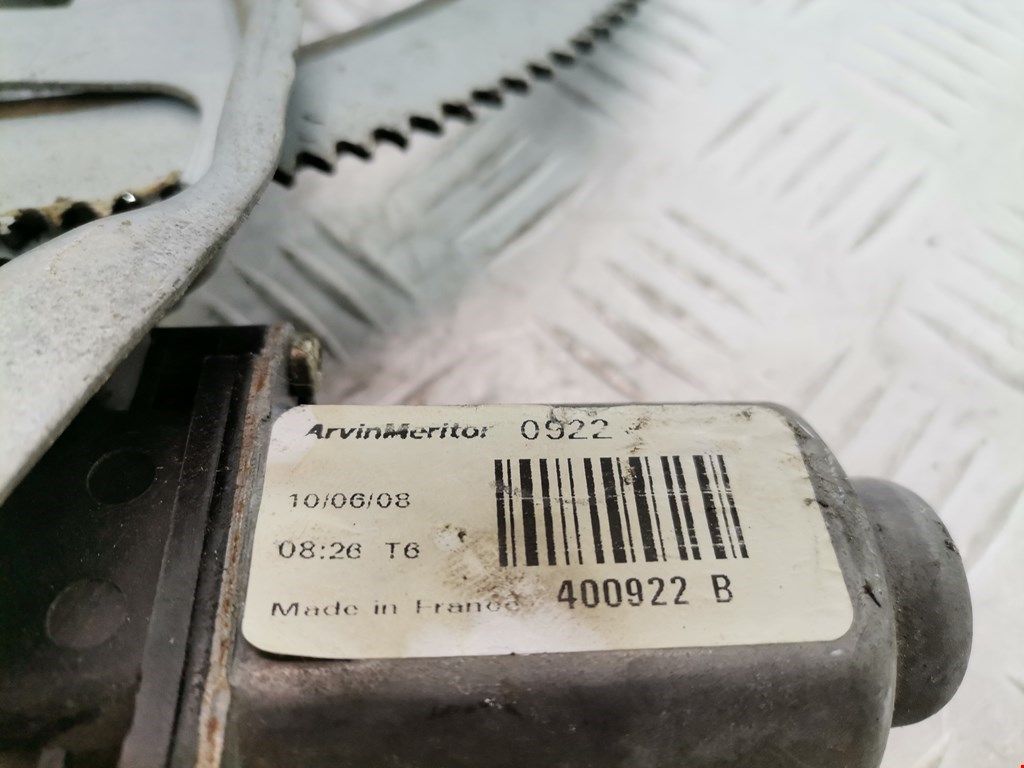 ArvinMeritor 0922
10/06/08
08:26 T6
Made in France 400922 B